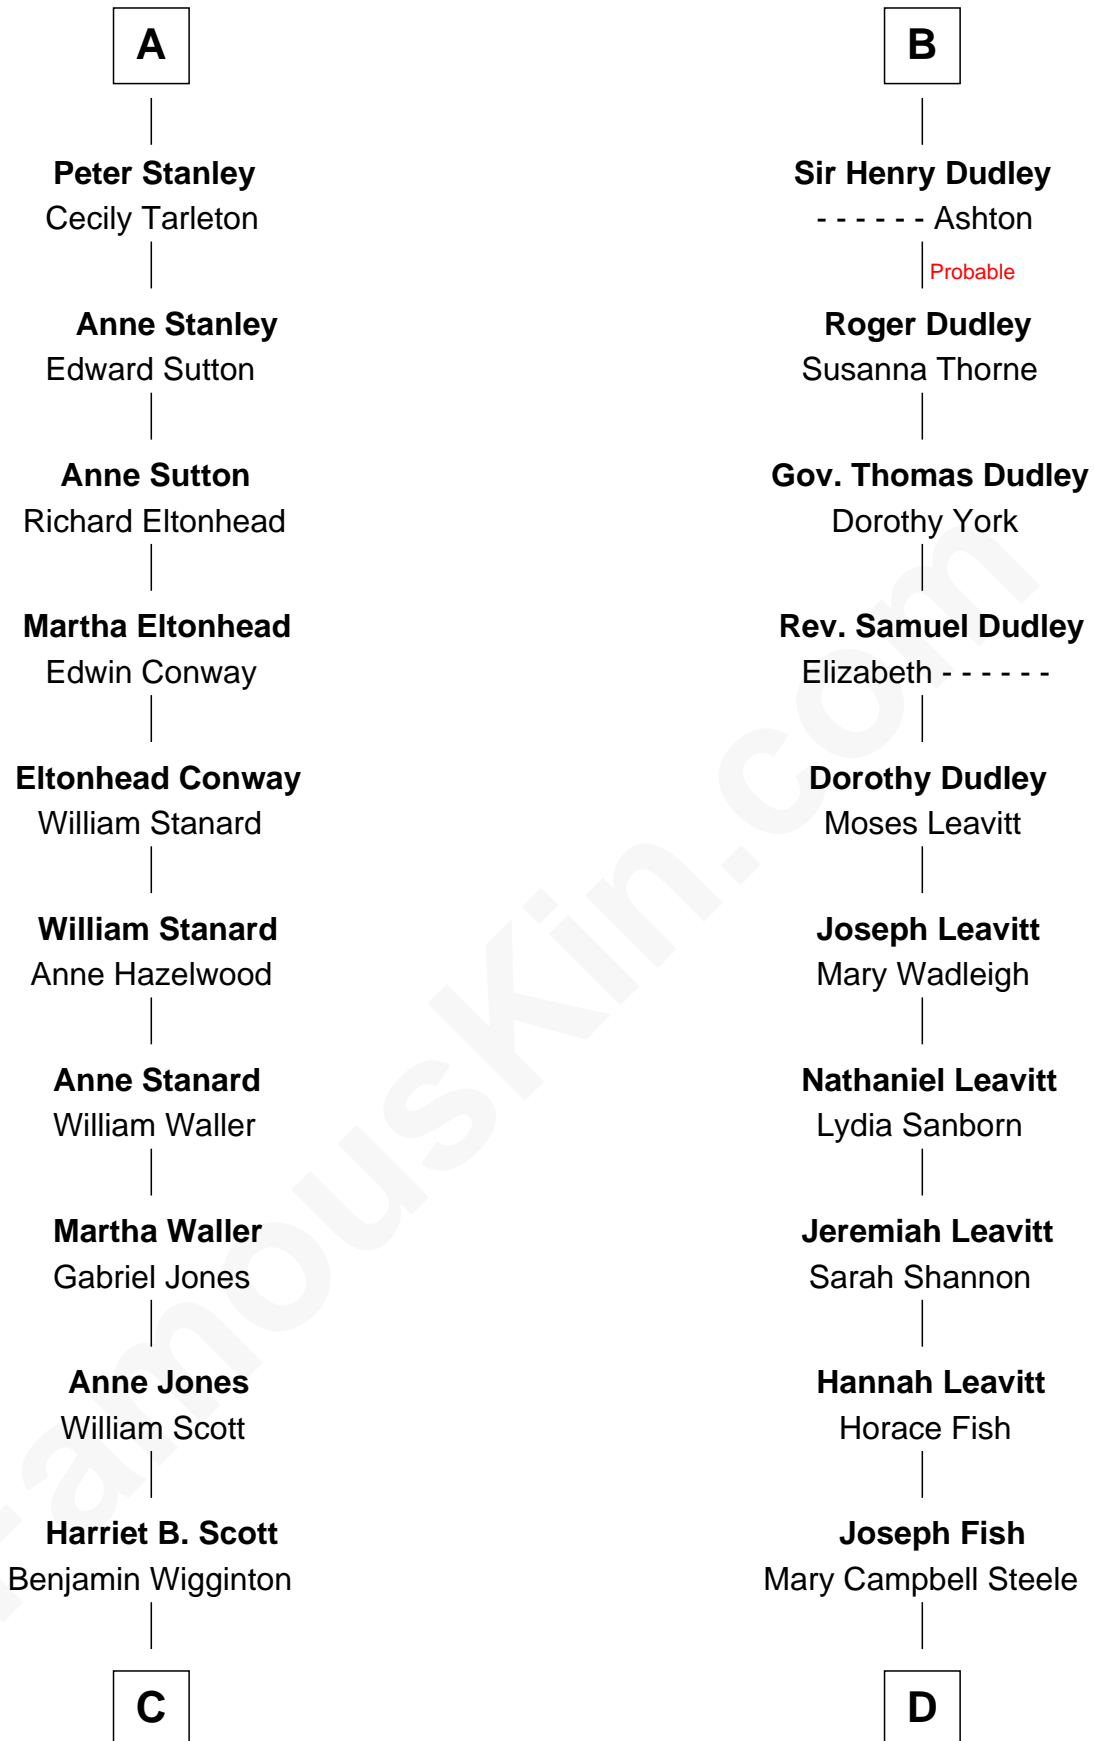 A
Peter Stanley
Cecily Tarleton
Anne Stanley
Edward Sutton
Anne Sutton
Richard Eltonhead
Martha Eltonhead
Edwin Conway
Eltonhead Conway
William Stanard
William Stanard
Anne Hazelwood
Anne Stanard
William Waller
Martha Waller
Gabriel Jones
Anne Jones
William Scott
Harriet B. Scott
Benjamin Wigginton
C
B
Sir Henry Dudley
- - - - - - Ashton
Probable
Roger Dudley
Susanna Thorne
Gov. Thomas Dudley
Dorothy York
Rev. Samuel Dudley
Elizabeth - - - - - -
Dorothy Dudley
Moses Leavitt
Joseph Leavitt
Mary Wadleigh
Nathaniel Leavitt
Lydia Sanborn
Jeremiah Leavitt
Sarah Shannon
Hannah Leavitt
Horace Fish
Joseph Fish
Mary Campbell Steele
D
FamousKin.com